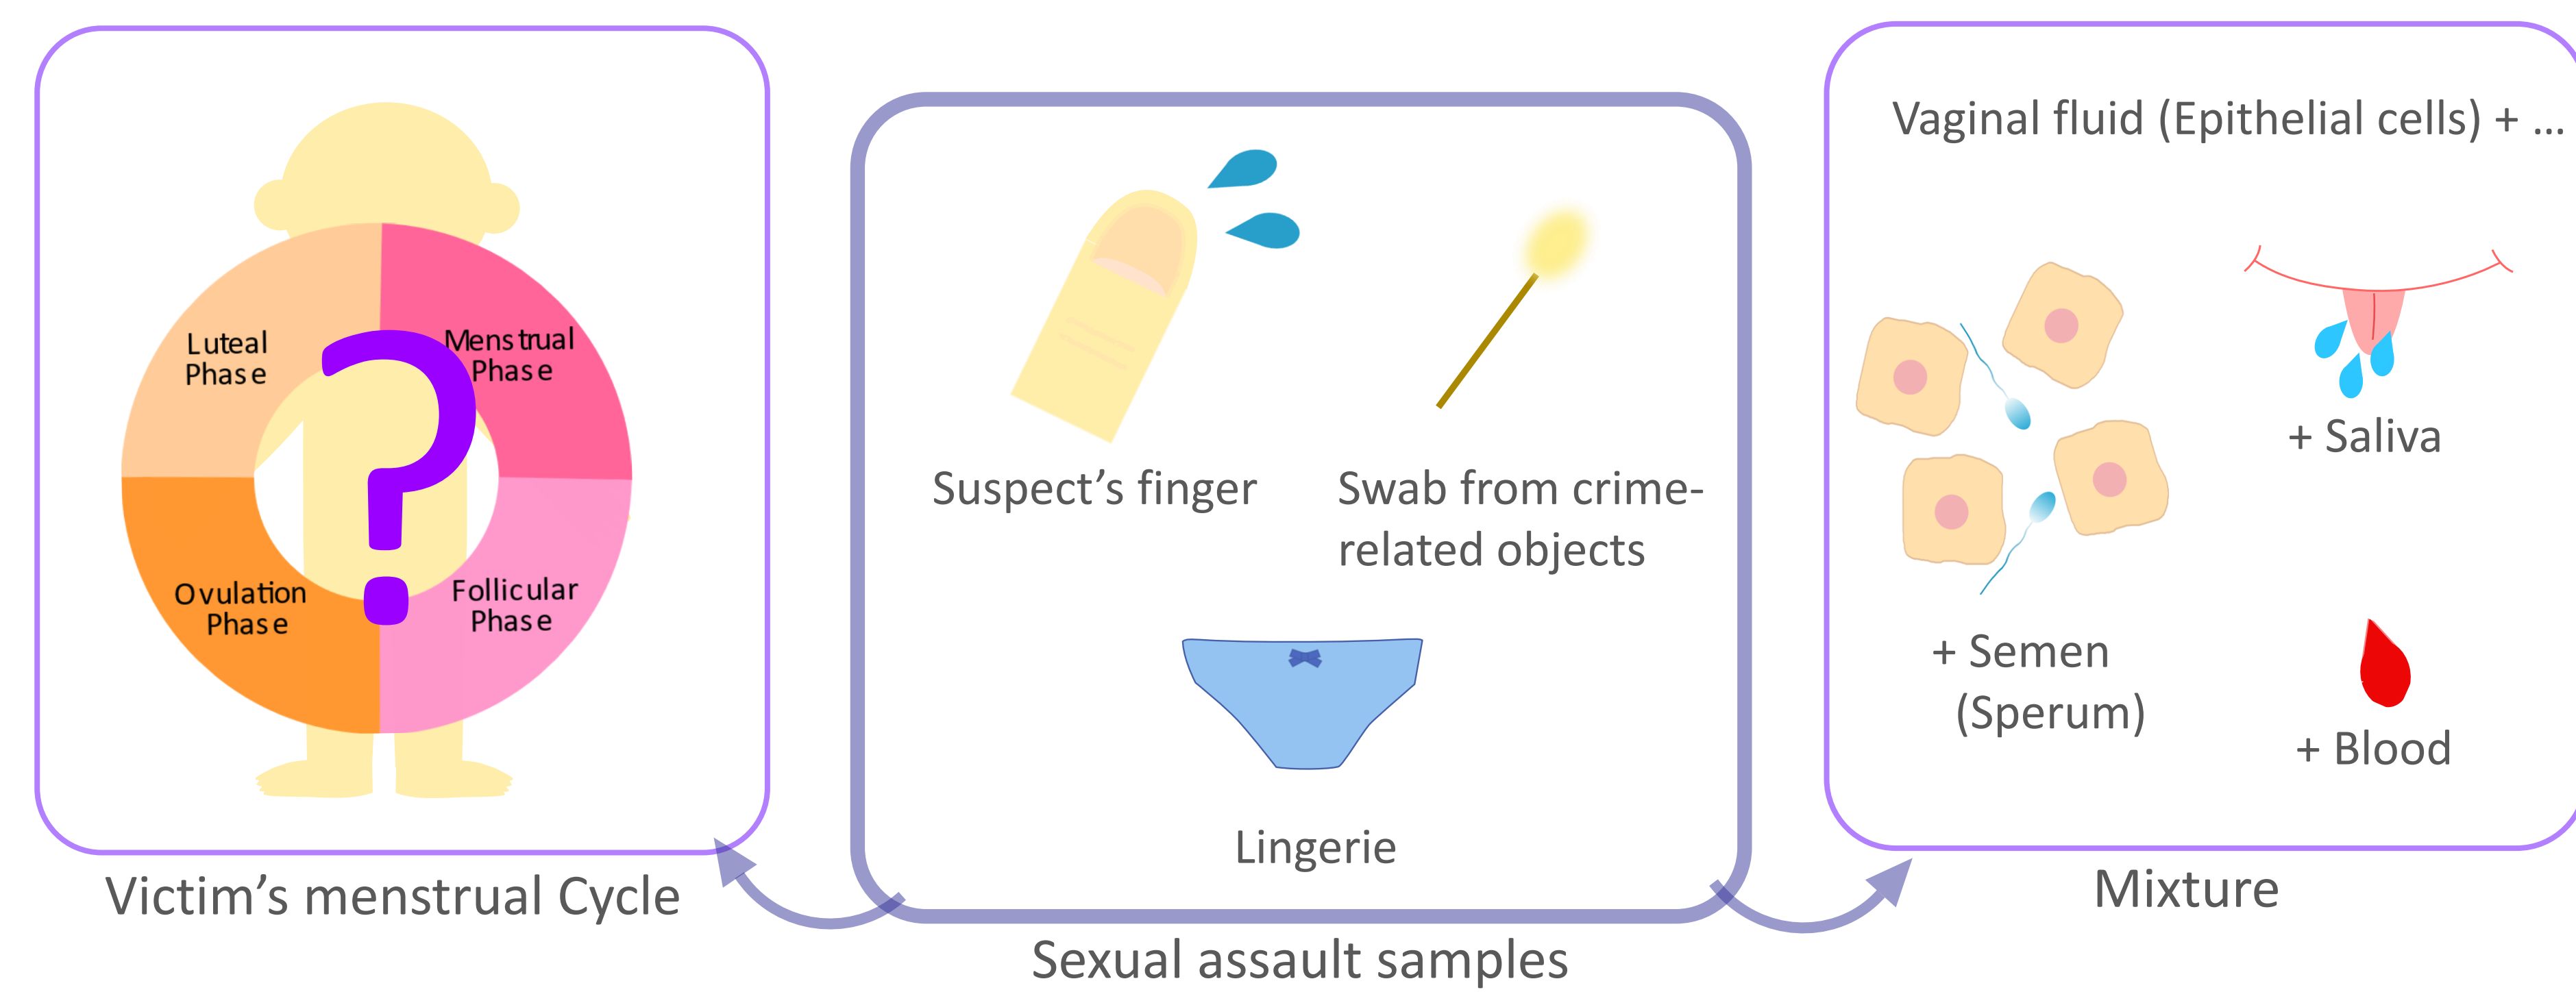 Luteal
Phase
Menstrual
Phase
Ovulation
Phase
Follicular
Phase
?
Victim’s menstrual Cycle
Suspect’s finger
Swab from crime-
related objects
Lingerie
Sexual assault samples
Vaginal fluid (Epithelial cells) + ...
+ Saliva
+ Semen
(Sperum)
+ Blood
Mixture